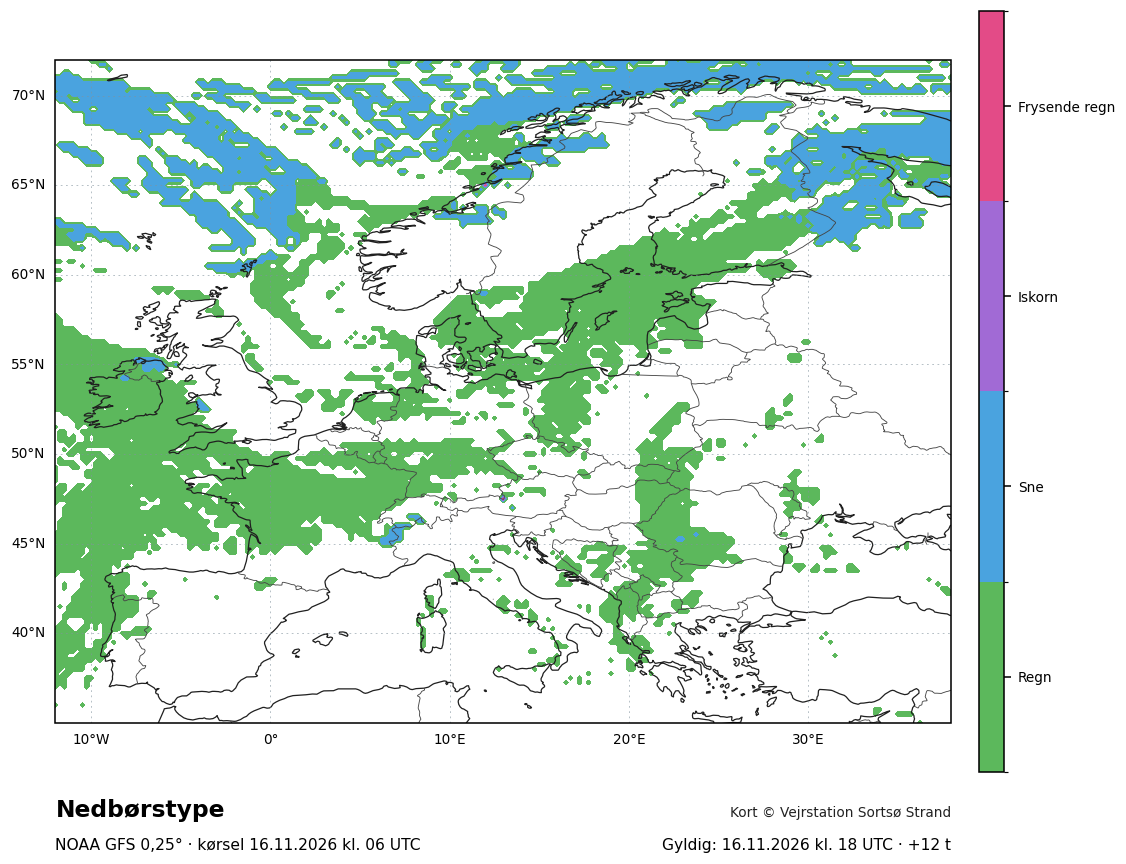 70°N
65°N
60°N
55°N
50°N
45°N
40°N
10°W
0°
10°E
20°E
30°E
Frysende regn
Iskorn
Sne
Regn
Nedbørstype
Kort © Vejrstation Sortsø Strand
NOAA GFS 0,25° · kørsel 16.11.2026 kl. 06 UTC
Gyldig: 16.11.2026 kl. 18 UTC · +12 t